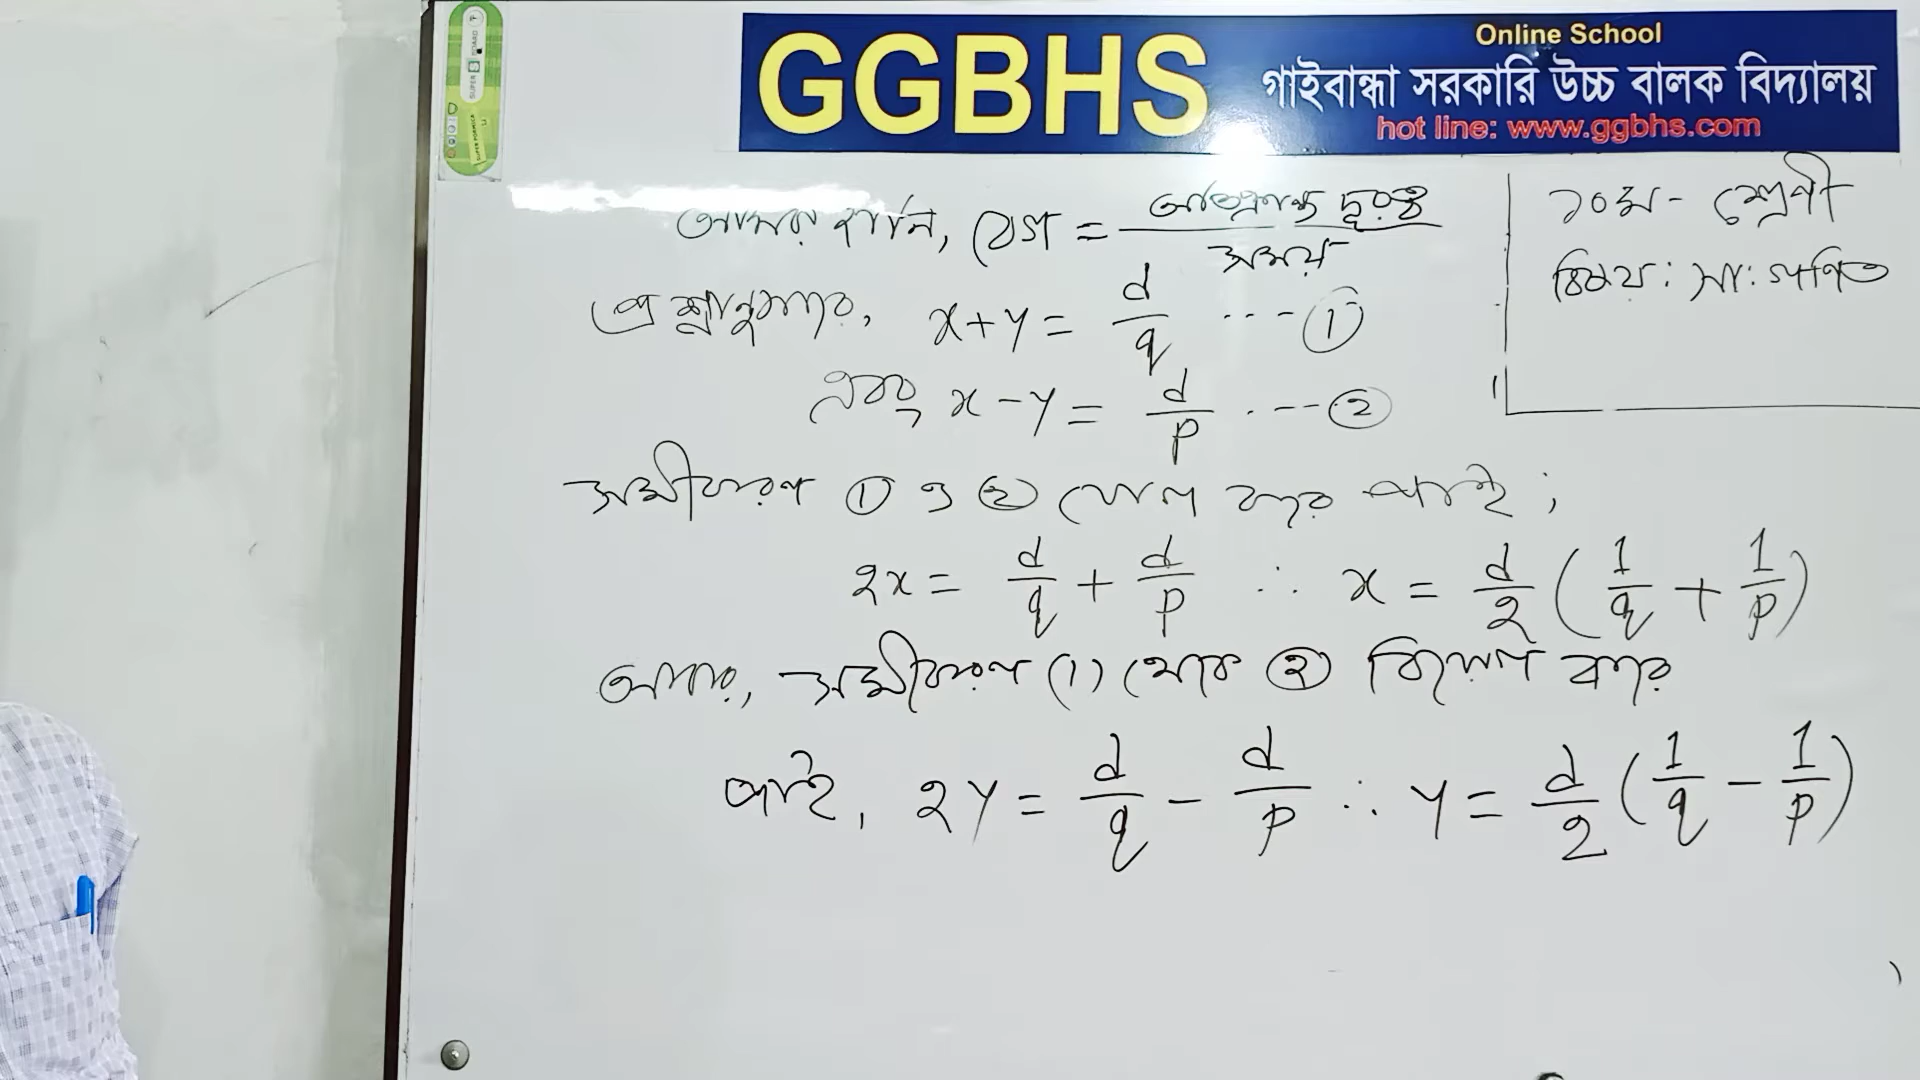 GGBHS
Online School
গাইবান্ধা সরকারি উচ্চ বালক বিদ্যালয়
hot line: www.ggbhs.com
১০ম - শ্রেণী
বিষয় : সা: গণিত
আমরা জানি, বেগ = অতিক্রান্ত দূরত্ব / সময়
প্রশ্নানুসারে, x + y = d/q ... ①
এবং x - y = d/p ... ②
সমীকরণ ① ও ② যোগ করে পাই;
2x = d/q + d/p ∴ x = d/2 (1/q + 1/p)
আবার, সমীকরণ (1) থেকে ② বিয়োগ করে
পাই, 2y = d/q - d/p ∴ y = d/2 (1/q - 1/p)